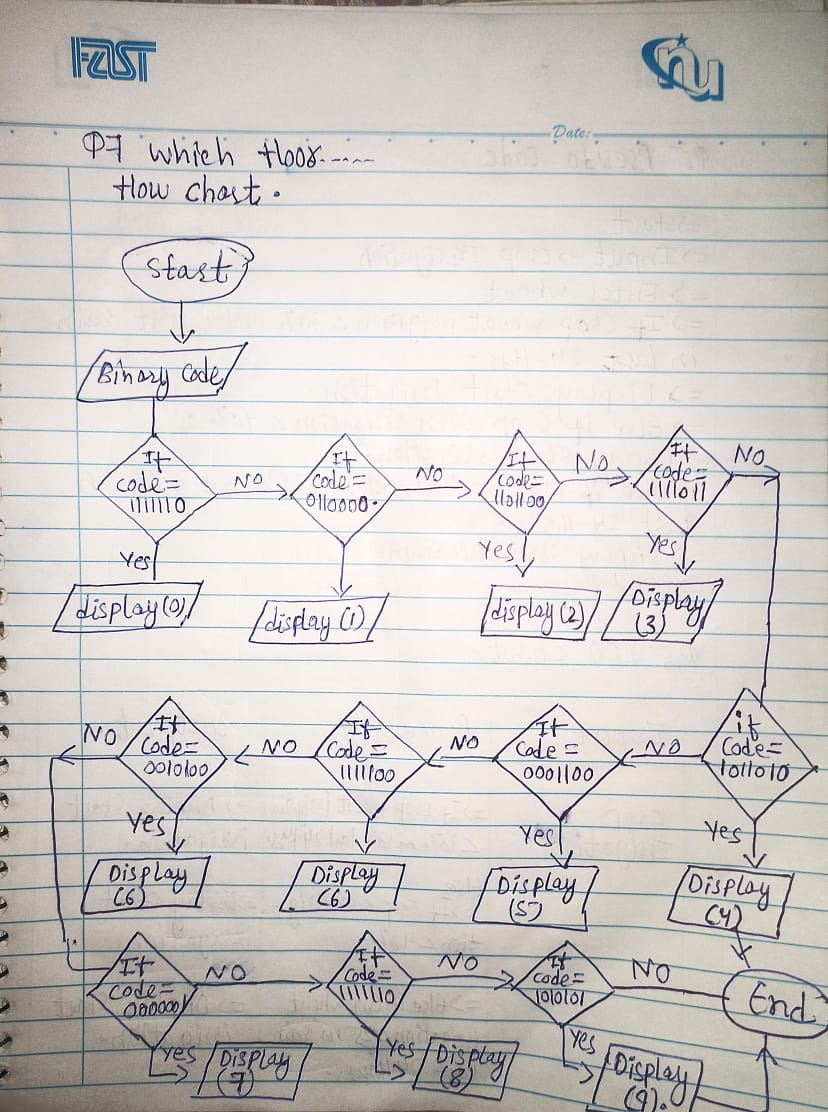 FAST
nu
Date:
Q7 which floor.......
flow chart.
Start
Binary Code
If
code=
1111110
NO
If
code=
0110000.
NO
If
code=
1101100
No
If
code=
1111011
NO
Yes
Yes
Yes
display(0)
display (1)
display(2)
Display
(3)
NO
If
Code=
0010100
NO
If
Code=
1111100
NO
If
Code=
0001100
NO
if
Code=
1011010
Yes
Yes
Yes
Yes
Display
(6)
Display
(6)
Display
(5)
Display
(4)
If
code=
000000
NO
If
Code=
1111110
NO
If
Code=
1010101
NO
End
Yes
Display
(7)
Yes
Display
(8)
Yes
Display
(9).